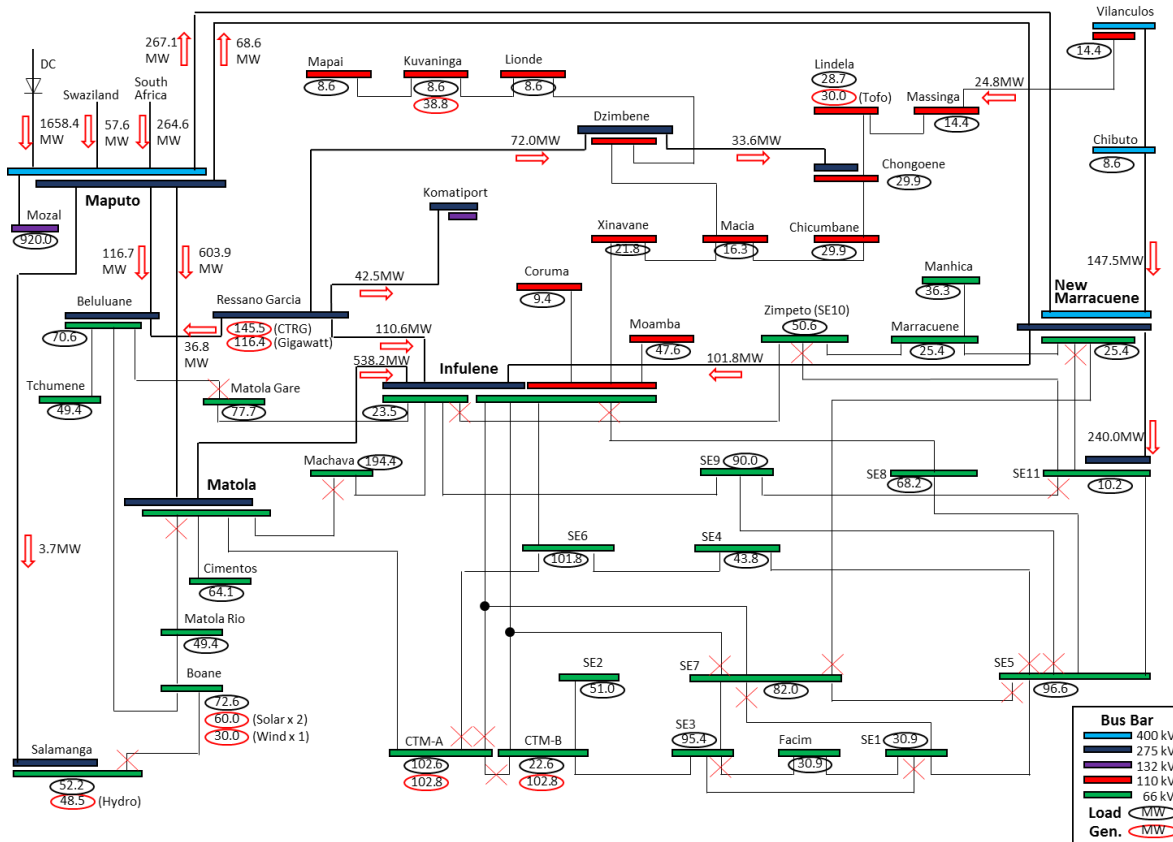 DC
267.1
MW
68.6
MW
Swaziland
South
Africa
1658.4
MW
57.6
MW
264.6
MW
Mapai
8.6
Kuvaninga
8.6
38.8
Lionde
8.6
Lindela
28.7
30.0 (Tofo)
Massinga
14.4
24.8MW
Vilanculos
14.4
Chibuto
8.6
Dzimbene
72.0MW
33.6MW
Chongoene
29.9
Maputo
Mozal
920.0
Komatiport
Xinavane
21.8
Macia
16.3
Chicumbane
29.9
116.7
MW
603.9
MW
42.5MW
Coruma
9.4
Manhica
36.3
147.5MW
New
Marracuene
25.4
Beluluane
70.6
Ressano Garcia
145.5 (CTRG)
116.4 (Gigawatt)
36.8
MW
110.6MW
538.2MW
Moamba
47.6
Zimpeto (SE10)
50.6
Marracuene
25.4
101.8MW
Infulene
23.5
Tchumene
49.4
Matola Gare
77.7
240.0MW
Machava
194.4
SE9
90.0
SE8
68.2
SE11
10.2
Matola
3.7MW
SE6
101.8
SE4
43.8
Cimentos
64.1
Matola Rio
49.4
Boane
72.6
60.0 (Solar x 2)
30.0 (Wind x 1)
SE2
51.0
SE7
82.0
SE5
96.6
Salamanga
52.2
48.5 (Hydro)
CTM-A
102.6
102.8
CTM-B
22.6
102.8
SE3
95.4
Facim
30.9
SE1
30.9
Bus Bar
400 kV
275 kV
132 kV
110 kV
66 kV
Load MW
Gen. MW